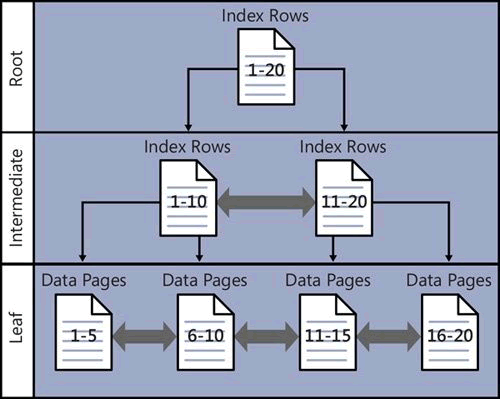 Root
Index Rows
1-20
Intermediate
Index Rows
Index Rows
1-10
11-20
Leaf
Data Pages
Data Pages
Data Pages
Data Pages
1-5
6-10
11-15
16-20